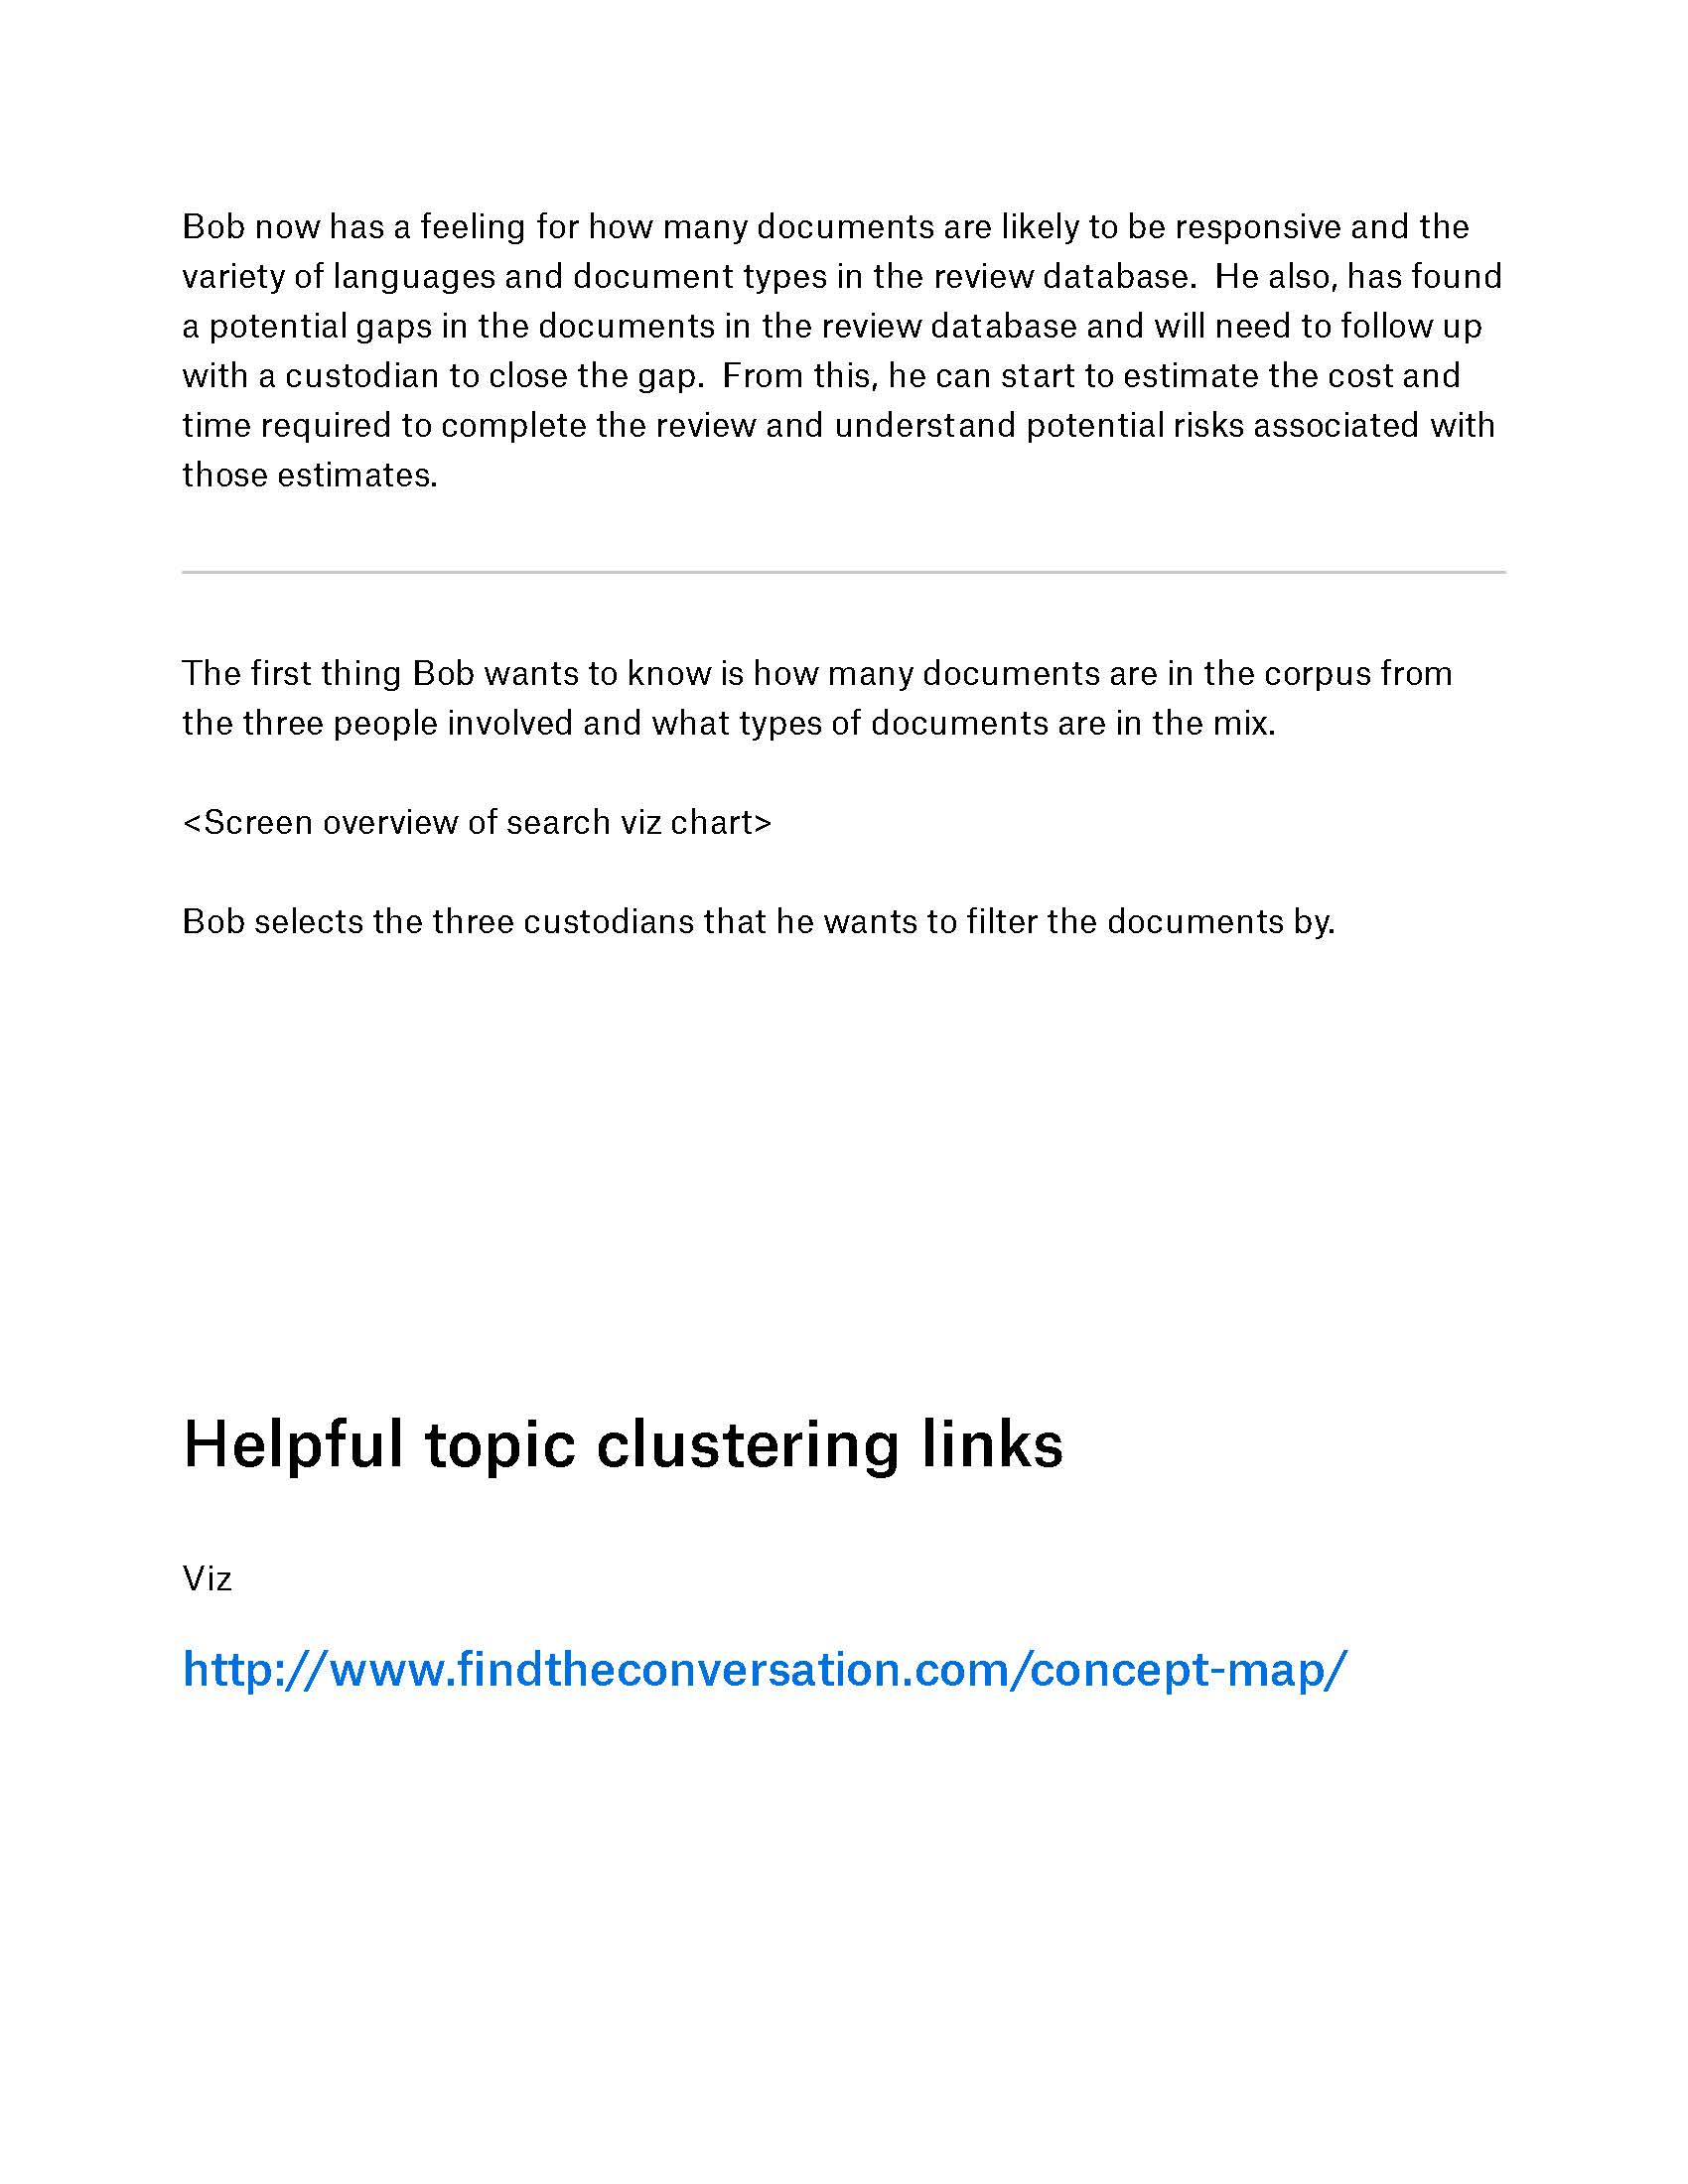 Bob now has a feeling for how many documents are likely to be responsive and the
variety of languages and document types in the review database.  He also, has found
a potential gaps in the documents in the review database and will need to follow up
with a custodian to close the gap.  From this, he can start to estimate the cost and
time required to complete the review and understand potential risks associated with
those estimates.
The first thing Bob wants to know is how many documents are in the corpus from
the three people involved and what types of documents are in the mix.
<Screen overview of search viz chart>
Bob selects the three custodians that he wants to filter the documents by.
Helpful topic clustering links
Viz
http://www.findtheconversation.com/concept-map/